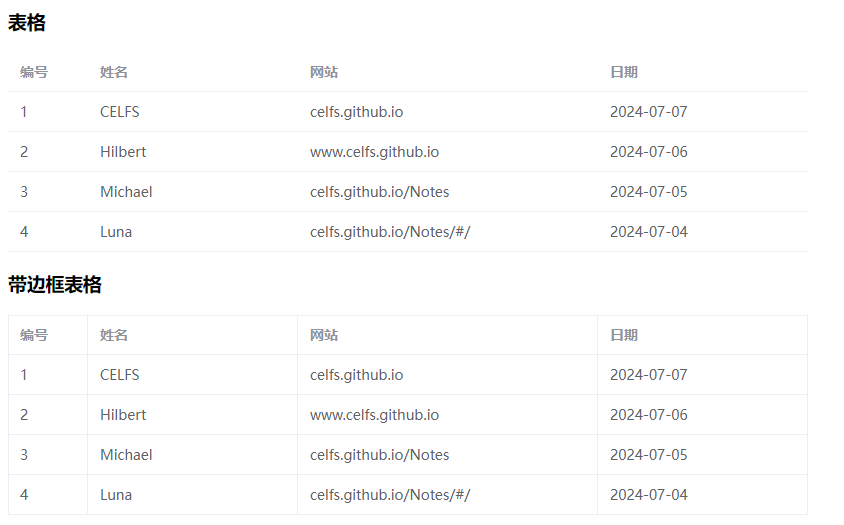 表格
编号 姓名 网站 日期
1 CELFS celfs.github.io 2024-07-07
2 Hilbert www.celfs.github.io 2024-07-06
3 Michael celfs.github.io/Notes 2024-07-05
4 Luna celfs.github.io/Notes/#/ 2024-07-04
带边框表格
编号 姓名 网站 日期
1 CELFS celfs.github.io 2024-07-07
2 Hilbert www.celfs.github.io 2024-07-06
3 Michael celfs.github.io/Notes 2024-07-05
4 Luna celfs.github.io/Notes/#/ 2024-07-04